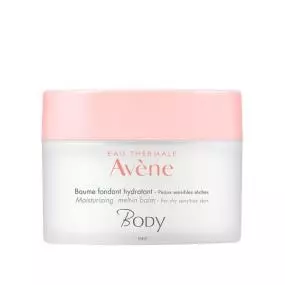 EAU THERMALE
Avène
Baume fondant hydratant - Peaux sensibles sèches
Moisturizing melt-in balm - For dry sensitive skin
BODY